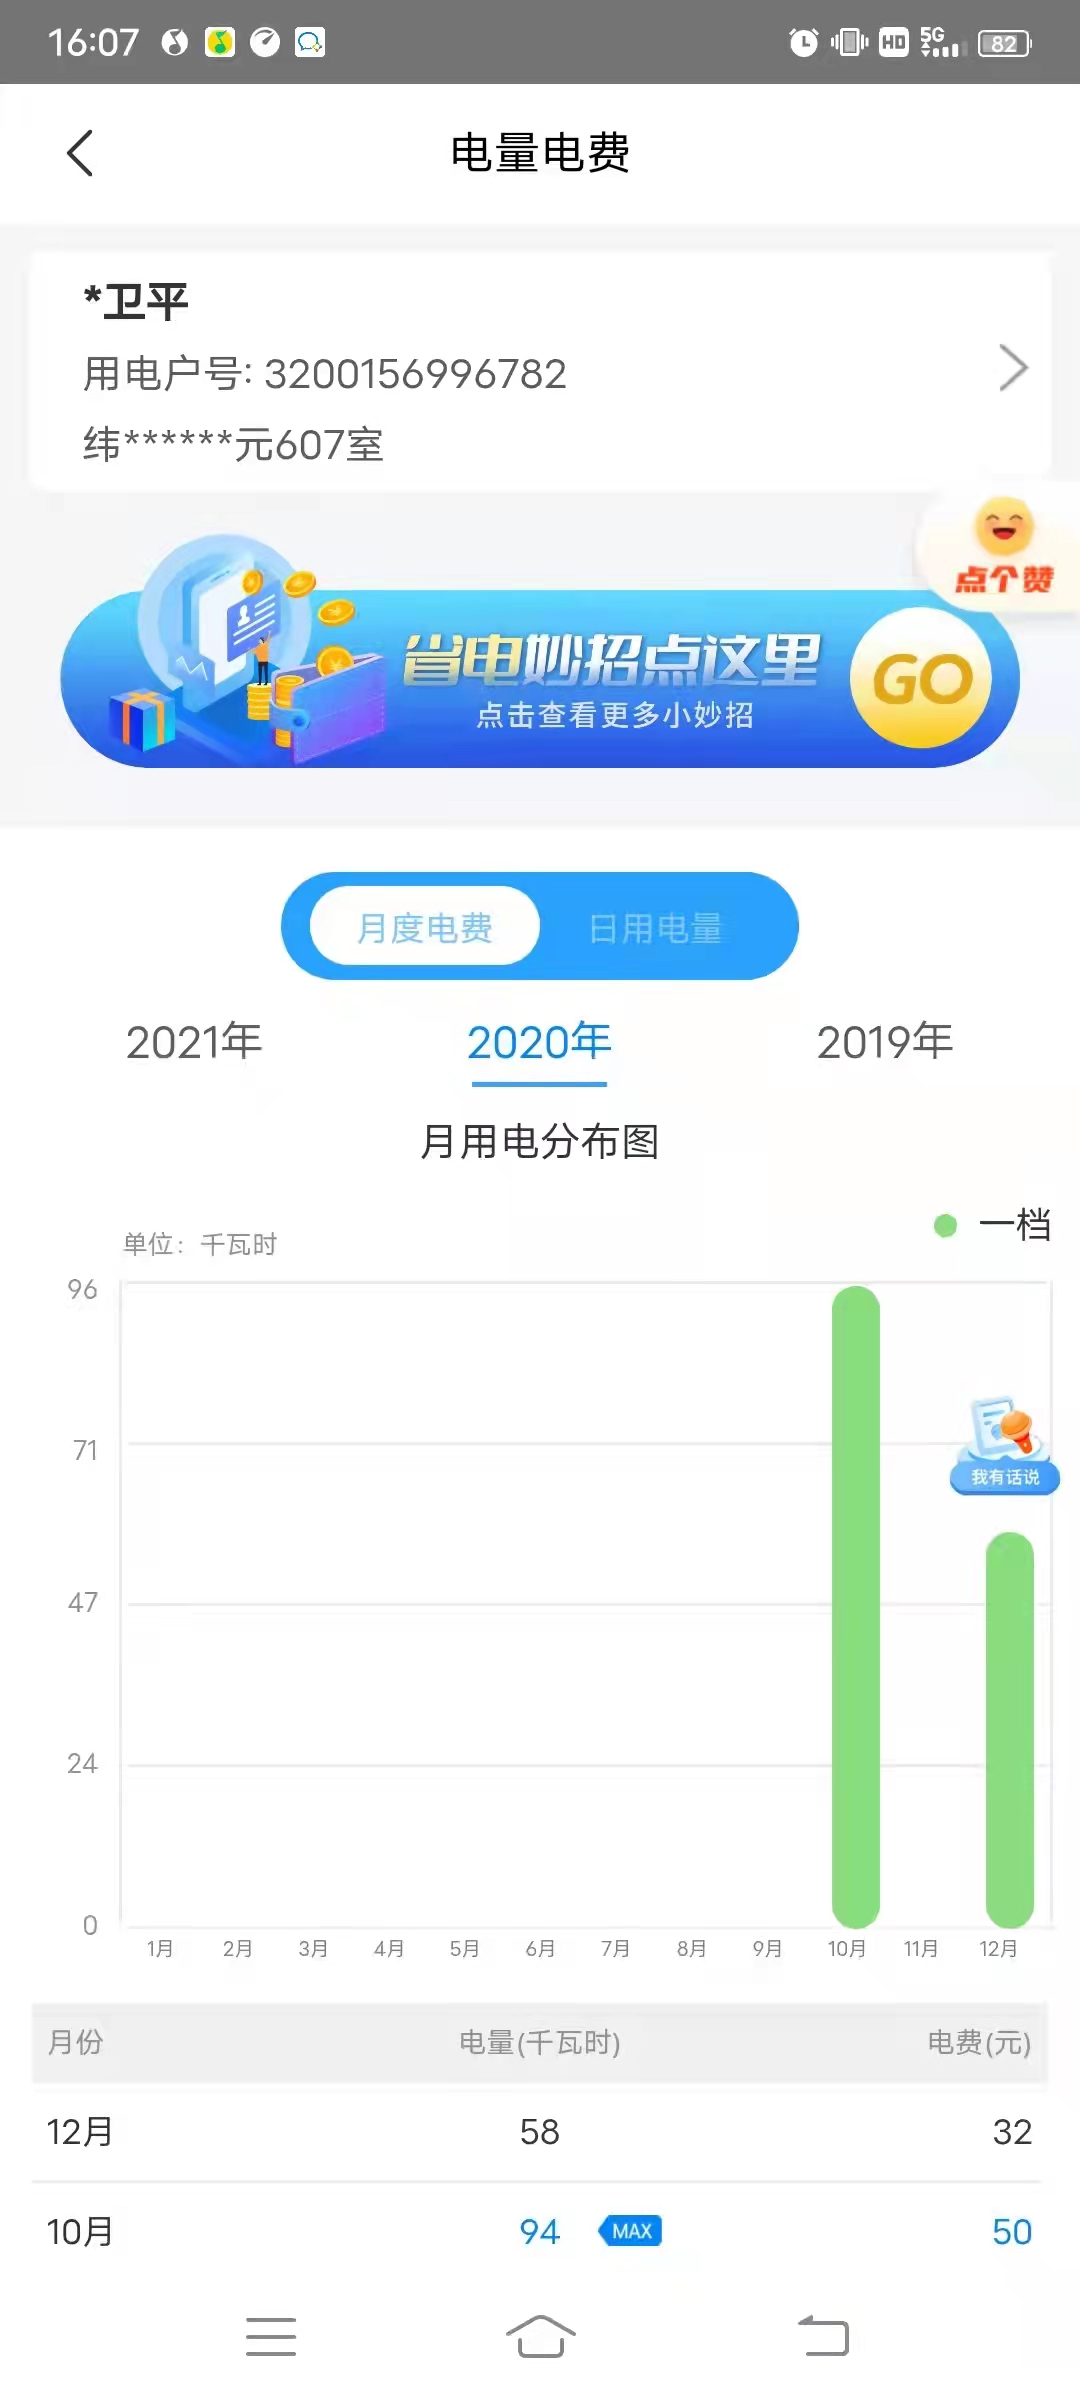 16:07 HD 5G 82
电量电费
*卫平
用电户号: 3200156996782
纬******元607室
点个赞
省电妙招点这里
点击查看更多小妙招
GO
月度电费 日用电量
2021年 2020年 2019年
月用电分布图
一档
单位：千瓦时
96
71
我有话说
47
24
0
1月 2月 3月 4月 5月 6月 7月 8月 9月 10月 11月 12月
月份 电量(千瓦时) 电费(元)
12月 58 32
10月 94 MAX 50